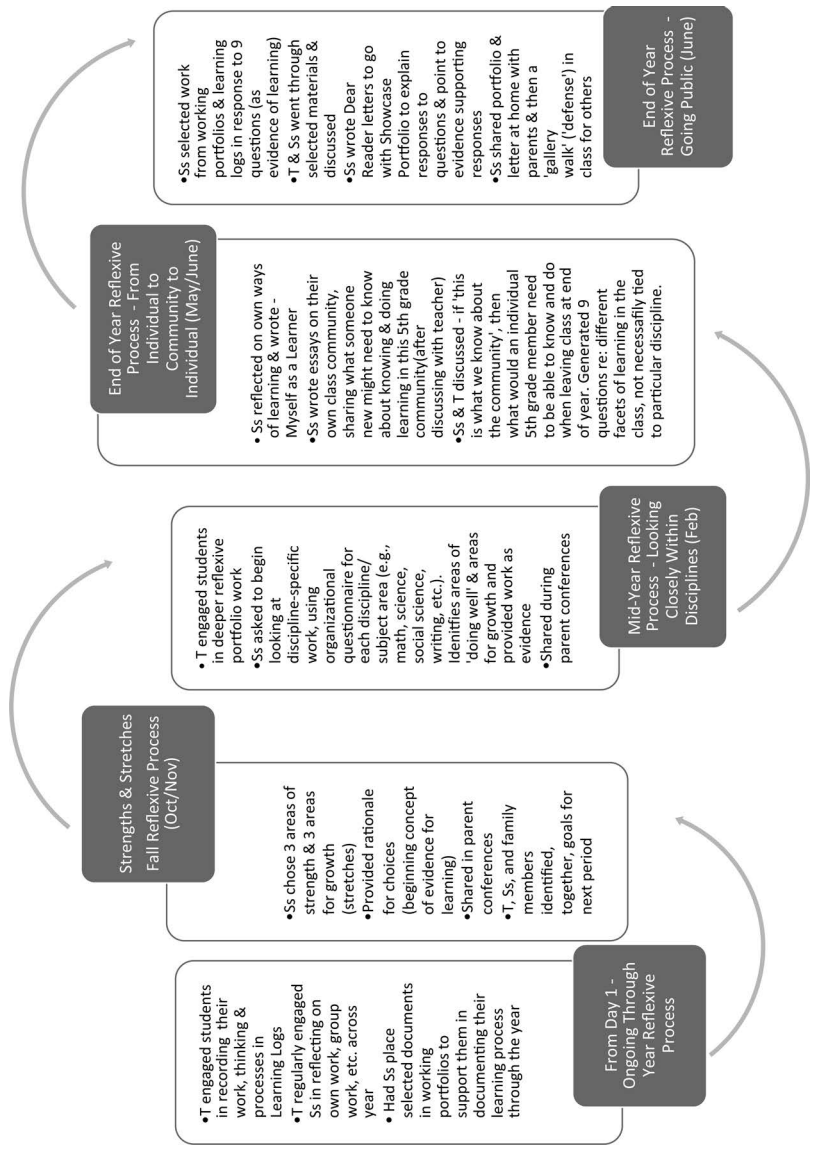 •T engaged students
in recording their
work, thinking &
processes in
Learning Logs
•T regularly engaged
Ss in reflecting on
own work, group
work, etc. across
year
• Had Ss place
selected documents
in working
portfolios to
support them in
documenting their
learning process
through the year
From Day 1 -
Ongoing Through
Year Reflexive
Process
Strengths & Stretches
Fall Reflexive Process
(Oct/Nov)
•Ss chose 3 areas of
strength & 3 areas
for growth
(stretches)
•Provided rationale
for choices
(beginning concept
of evidence for
learning)
•Shared in parent
conferences
•T, Ss, and family
members
identified,
together, goals for
next period
• T engaged students
in deeper reflexive
portfolio work
•Ss asked to begin
looking at
discipline-specific
work, using
organizational
questionnaire for
each discipline/
subject area (e.g.,
math, science,
social science,
writing, etc.).
Idenitfies areas of
'doing well' & areas
for growth and
provided work as
evidence
•Shared during
parent conferences
Mid-Year Reflexive
Process - Looking
Closely Within
Disciplines (Feb)
End of Year Reflexive
Process - From
Individual to
Community to
Individual (May/June)
• Ss reflected on own ways
of learning & wrote -
Myself as a Learner
•Ss wrote essays on their
own class community,
sharing what someone
new might need to know
about knowing & doing
learning in this 5th grade
community(after
discussing with teacher)
•Ss & T discussed - if 'this
is what we know about
the community', then
what would an individual
5th grade member need
to be able to know and do
when leaving class at end
of year. Generated 9
questions re: different
facets of learning in the
class, not necessafily tied
to particular discipline.
•Ss selected work
from working
portfolios & learning
logs in response to 9
questions (as
evidence of learning)
•T & Ss went through
selected materials &
discussed
•Ss wrote Dear
Reader letters to go
with Showcase
Portfolio to explain
responses to
questions & point to
evidence supporting
responses
•Ss shared portfolio &
letter at home with
parents & then a
'gallery
walk' ('defense') in
class for others
End of Year
Reflexive Process -
Going Public (June)